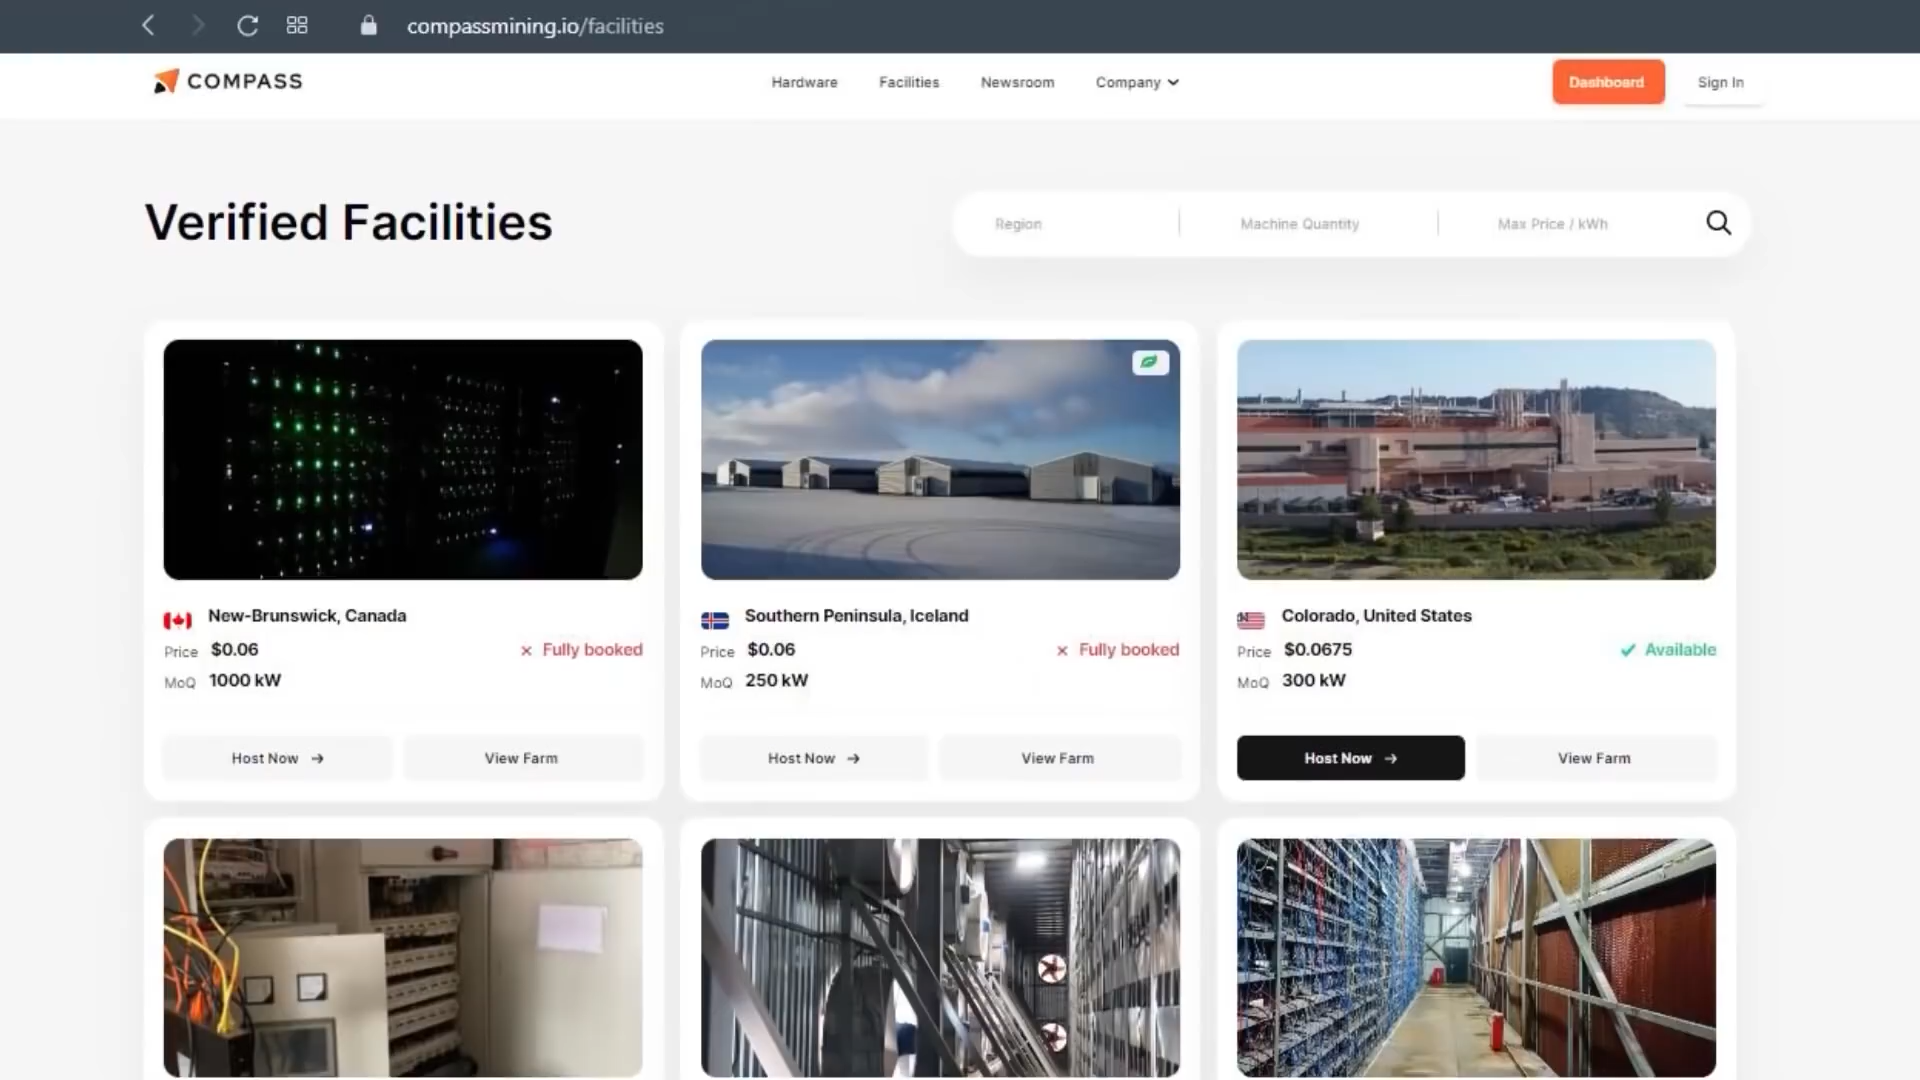 compassmining.io/facilities
COMPASS
Hardware
Facilities
Newsroom
Company
Dashboard
Sign In
Verified Facilities
Region
Machine Quantity
Max Price / kWh
New-Brunswick, Canada
Price $0.06
Fully booked
MoQ 1000 kW
Host Now
View Farm
Southern Peninsula, Iceland
Price $0.06
Fully booked
MoQ 250 kW
Host Now
View Farm
Colorado, United States
Price $0.0675
Available
MoQ 300 kW
Host Now
View Farm